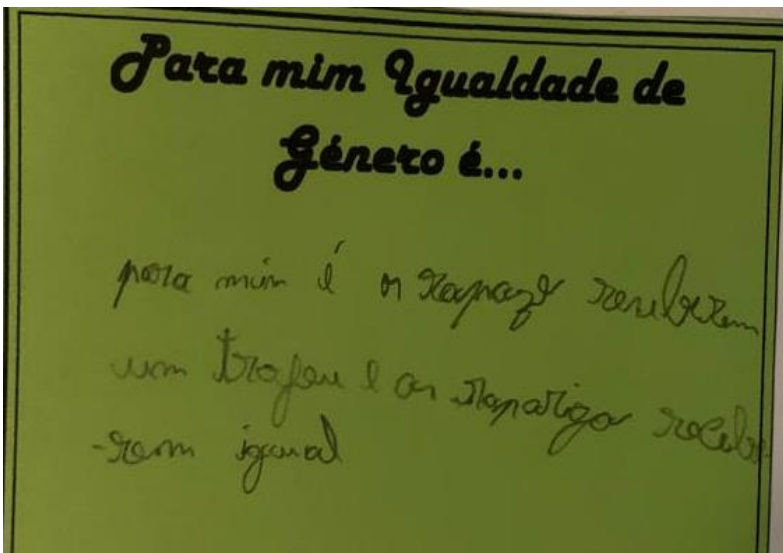 Para mim Igualdade de
Género é...
para mim é os rapazes receberem
um trofeu e as raparigas recebe-
-rem igual